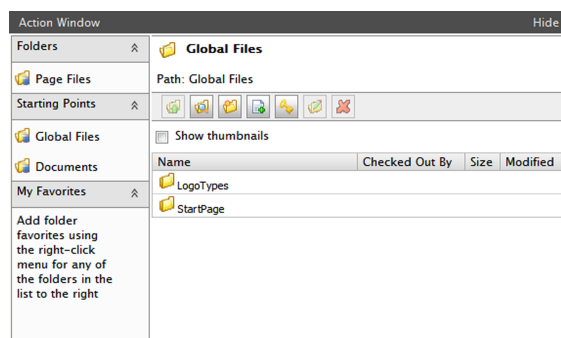 Action Window Hide
Folders
Page Files
Starting Points
Global Files
Documents
My Favorites
Add folder
favorites using
the right-click
menu for any of
the folders in the
list to the right
Global Files
Path: Global Files
Show thumbnails
Name Checked Out By Size Modified
LogoTypes
StartPage